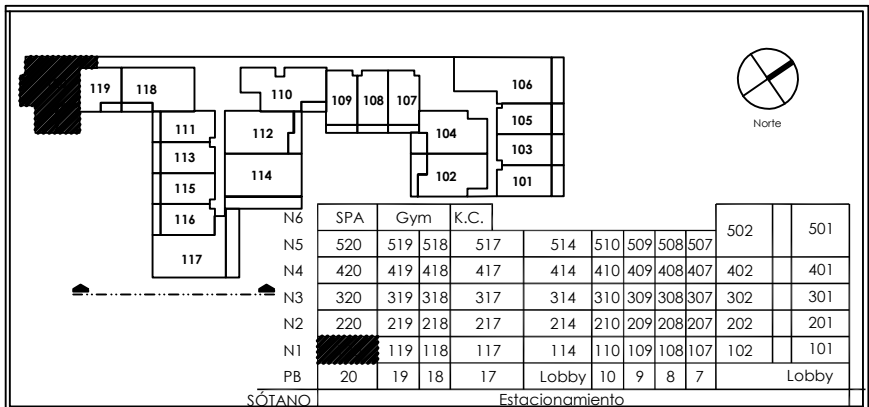 119 118 110 109 108 107 106
Norte
111 112 104 105
113 103
114 102
115 101
116
117
N6 SPA Gym K.C. 502 501
N5 520 519 518 517 514 510 509 508 507
N4 420 419 418 417 414 410 409 408 407 402 401
N3 320 319 318 317 314 310 309 308 307 302 301
N2 220 219 218 217 214 210 209 208 207 202 201
N1 119 118 117 114 110 109 108 107 102 101
PB 20 19 18 17 Lobby 10 9 8 7 Lobby
SÓTANO Estacionamiento